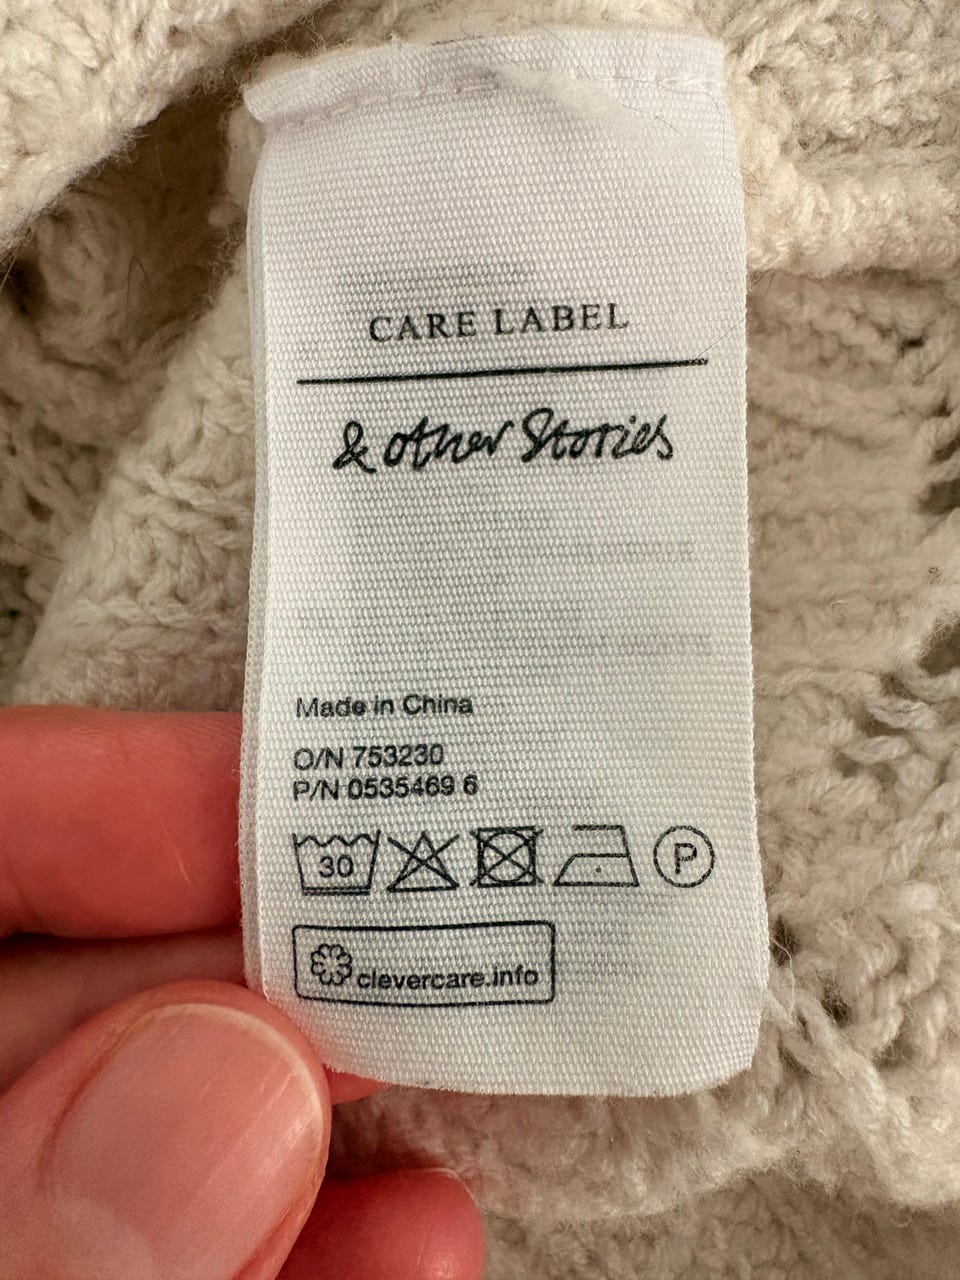 CARE LABEL
& other Stories
Made in China
O/N 753230
P/N 0535469 6
30 P
clevercare.info